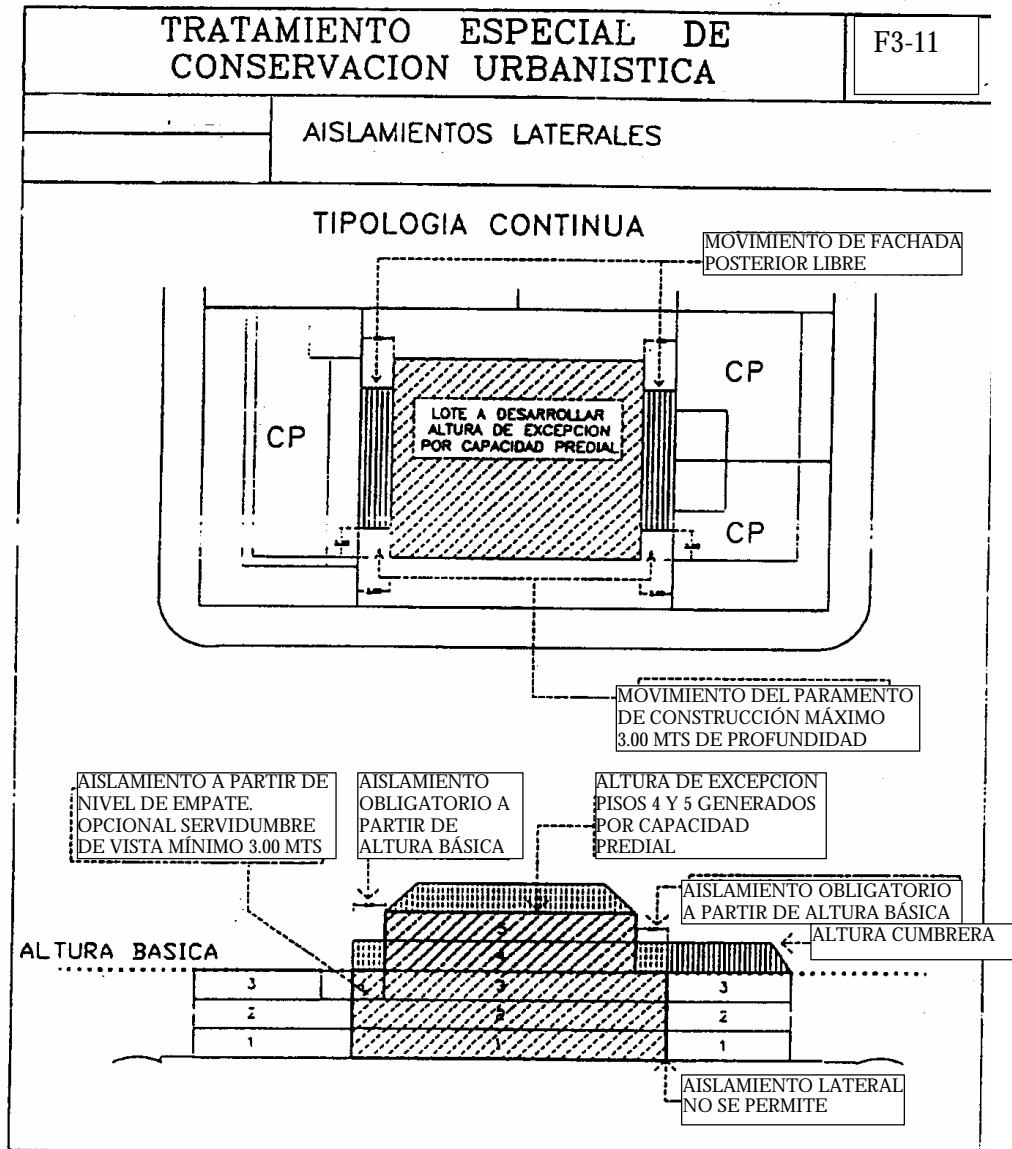 TRATAMIENTO ESPECIAL DE
CONSERVACION URBANISTICA
F3-11
AISLAMIENTOS LATERALES
TIPOLOGIA CONTINUA
MOVIMIENTO DE FACHADA
POSTERIOR LIBRE
CP
CP
LOTE A DESARROLLAR
ALTURA DE EXCEPCION
POR CAPACIDAD PREDIAL
CP
MOVIMIENTO DEL PARAMENTO
DE CONSTRUCCIÓN MÁXIMO
3.00 MTS DE PROFUNDIDAD
AISLAMIENTO A PARTIR DE
NIVEL DE EMPATE.
OPCIONAL SERVIDUMBRE
DE VISTA MÍNIMO 3.00 MTS
AISLAMIENTO
OBLIGATORIO A
PARTIR DE
ALTURA BÁSICA
ALTURA DE EXCEPCION
PISOS 4 Y 5 GENERADOS
POR CAPACIDAD
PREDIAL
AISLAMIENTO OBLIGATORIO
A PARTIR DE ALTURA BÁSICA
ALTURA CUMBRERA
ALTURA BASICA
5
4
3 3 3
2 2 2
1 1 1
AISLAMIENTO LATERAL
NO SE PERMITE